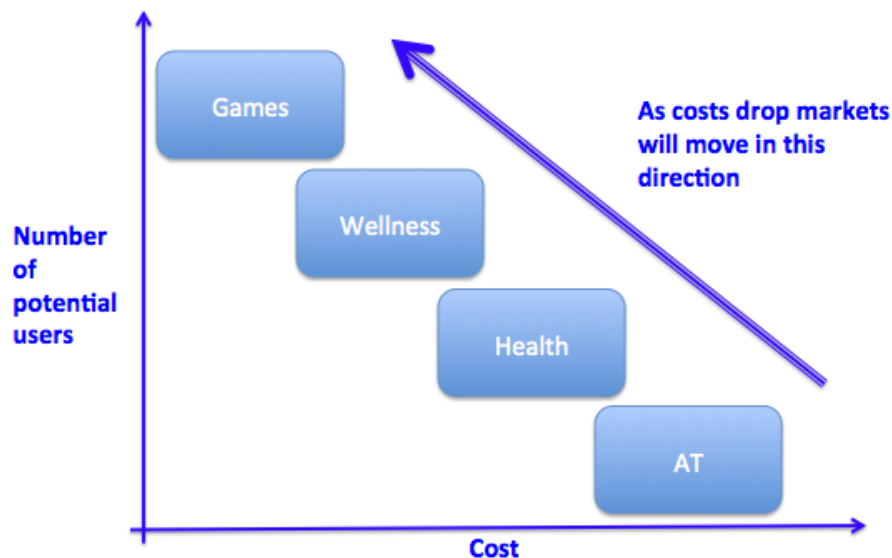 Games
As costs drop markets
will move in this
direction
Wellness
Number
of
potential
users
Health
AT
Cost